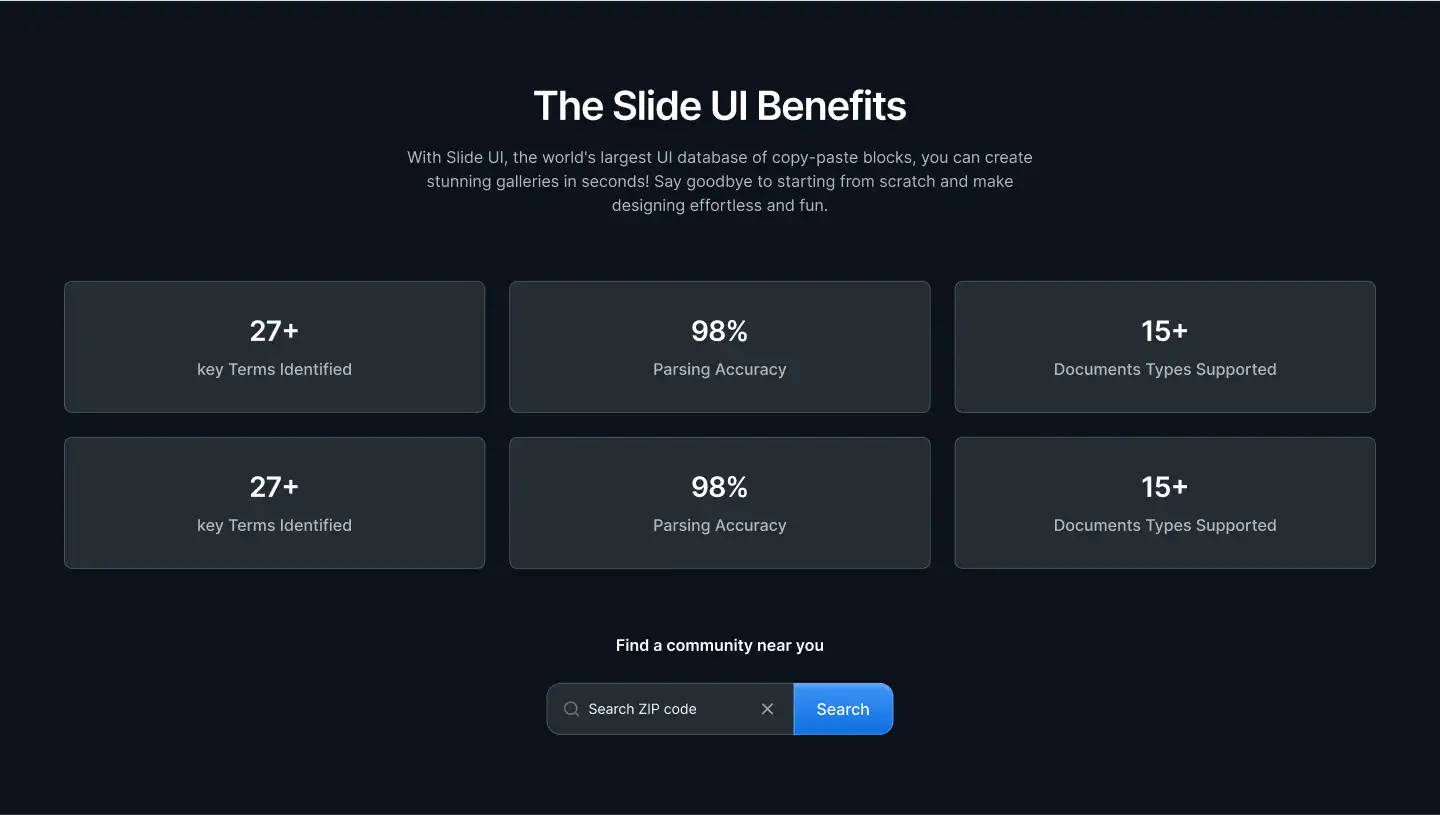 The Slide UI Benefits
With Slide UI, the world's largest UI database of copy-paste blocks, you can create
stunning galleries in seconds! Say goodbye to starting from scratch and make
designing effortless and fun.
27+
key Terms Identified
98%
Parsing Accuracy
15+
Documents Types Supported
27+
key Terms Identified
98%
Parsing Accuracy
15+
Documents Types Supported
Find a community near you
Search ZIP code
Search